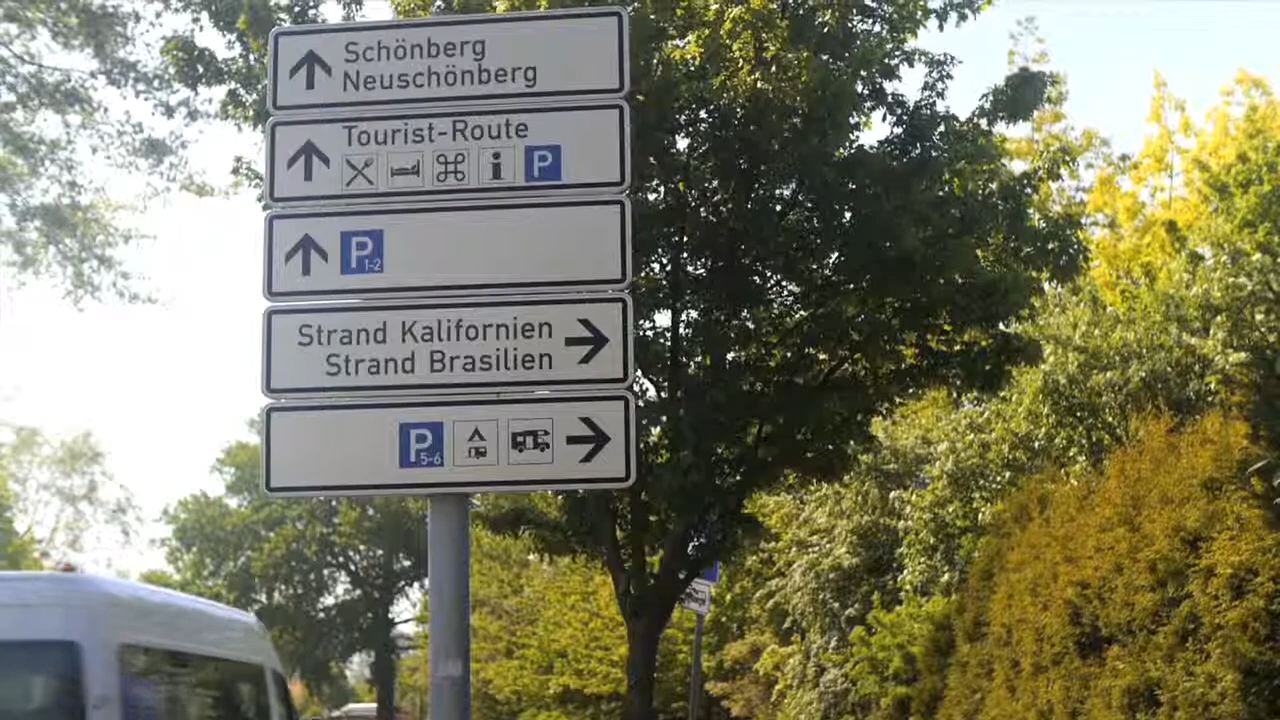 Schönberg
Neuschönberg
Tourist-Route
i P
P 1-2
Strand Kalifornien
Strand Brasilien
P 5-6